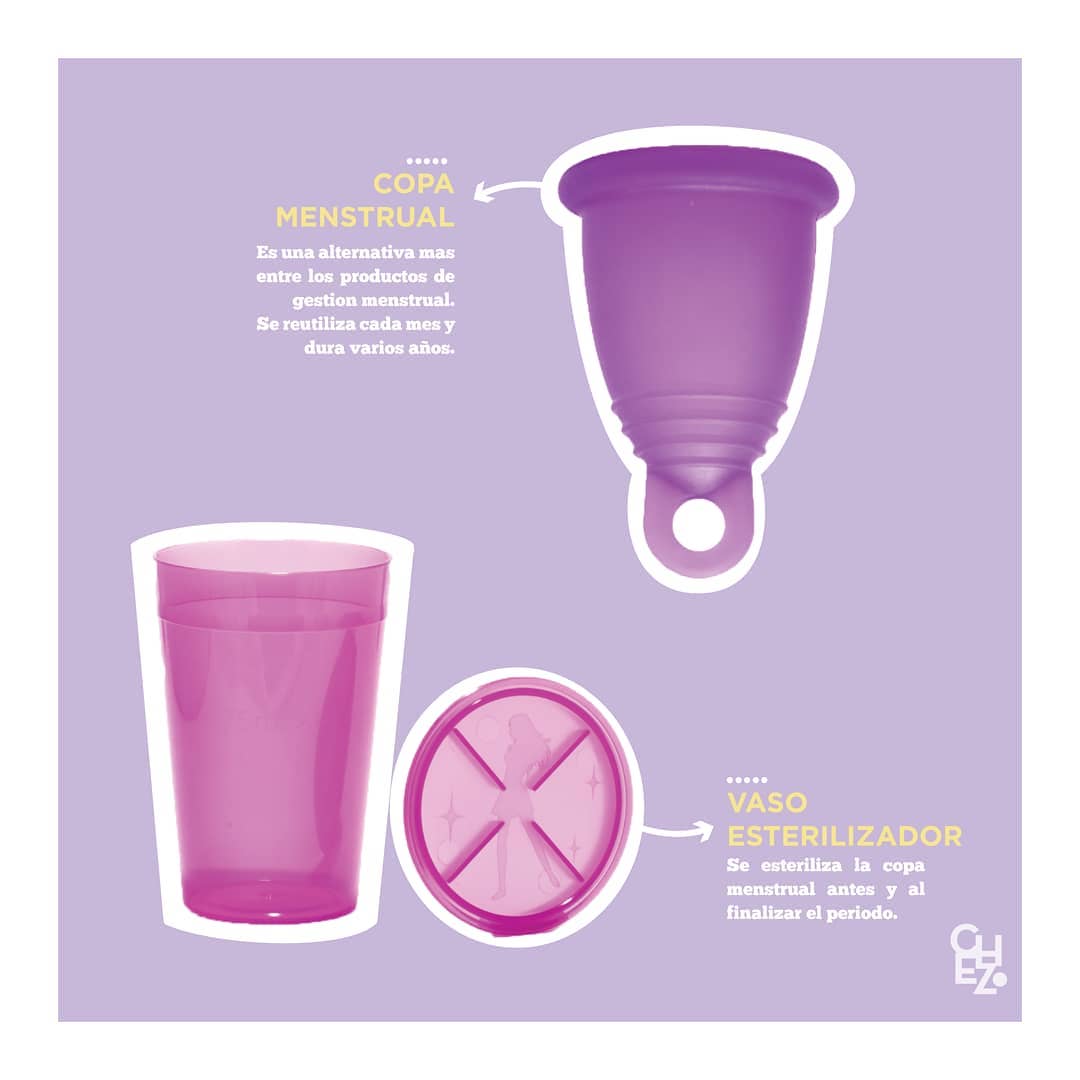 COPA
MENSTRUAL
Es una alternativa mas
entre los productos de
gestion menstrual.
Se reutiliza cada mes y
dura varios años.
VASO
ESTERILIZADOR
Se esteriliza la copa
menstrual antes y al
finalizar el periodo.
CHEZ